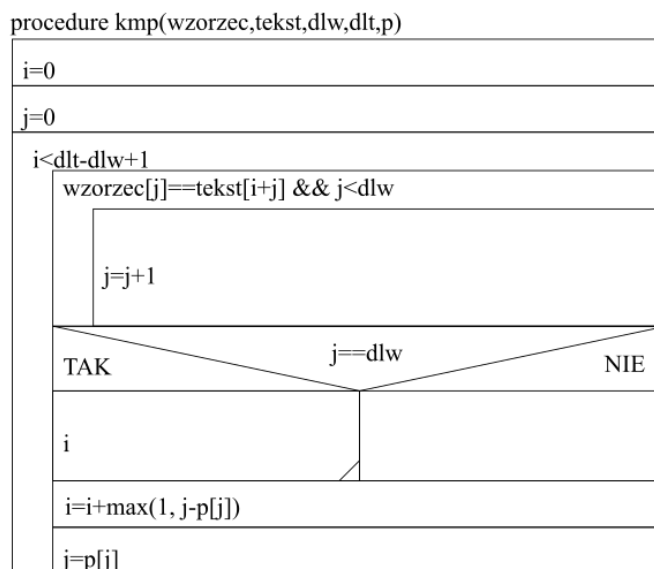 procedure kmp(wzorzec,tekst,dlw,dlt,p)
i=0
j=0
i<dlt-dlw+1
wzorzec[j]==tekst[i+j] && j<dlw
j=j+1
j==dlw
TAK
NIE
i
i=i+max(1, j-p[j])
j=p[j]